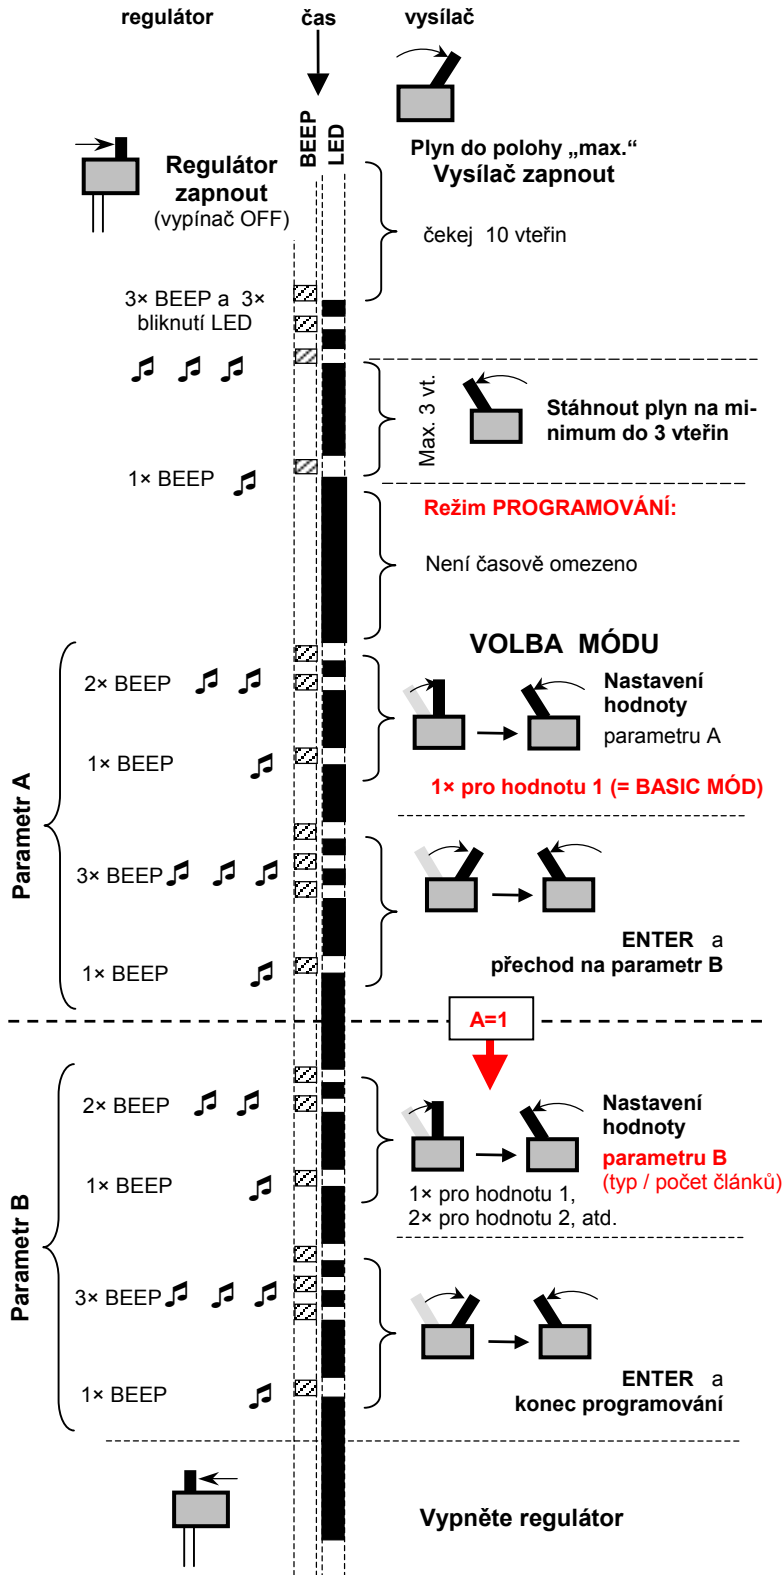 regulátor čas vysílač
BEEP
LED
Plyn do polohy „max.“
Vysílač zapnout
Regulátor
zapnout
(vypínač OFF)
čekej 10 vteřin
3× BEEP a 3×
bliknutí LED
Max. 3 vt.
Stáhnout plyn na mi-
nimum do 3 vteřin
1× BEEP
Režim PROGRAMOVÁNÍ:
Není časově omezeno
VOLBA MÓDU
Parametr A
2× BEEP
Nastavení
hodnoty
parametru A
1× BEEP
1× pro hodnotu 1 (= BASIC MÓD)
3× BEEP
ENTER a
přechod na parametr B
1× BEEP
A=1
Parametr B
2× BEEP
Nastavení
hodnoty
parametru B
(typ / počet článků)
1× BEEP
1× pro hodnotu 1,
2× pro hodnotu 2, atd.
3× BEEP
ENTER a
konec programování
1× BEEP
Vypněte regulátor